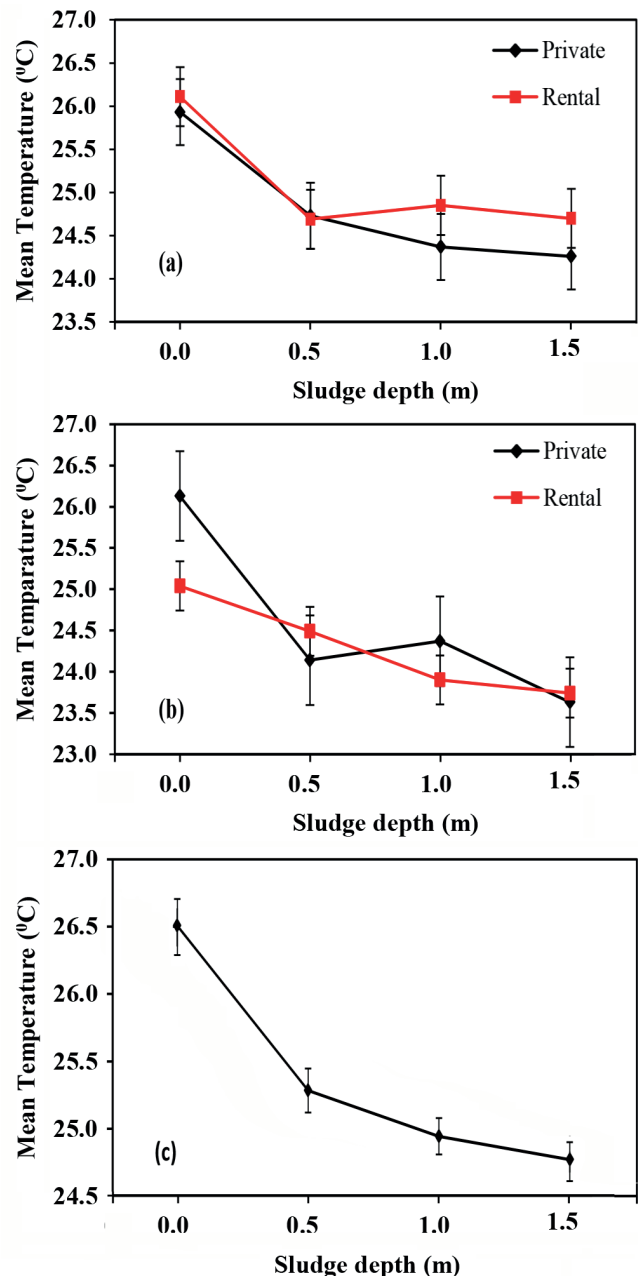 27.0
26.5
26.0
25.5
25.0
24.5
24.0
23.5
Mean Temperature (⁰C)
Private
Rental
(a)
0.0 0.5 1.0 1.5
Sludge depth (m)
27.0
26.5
26.0
25.5
25.0
24.5
24.0
23.5
23.0
Mean Temparature (⁰C)
Private
Rental
(b)
0.0 0.5 1.0 1.5
Sludge depth (m)
27.0
26.5
26.0
25.5
25.0
24.5
Mean Temperature (⁰C)
(c)
0.0 0.5 1.0 1.5
Sludge depth (m)